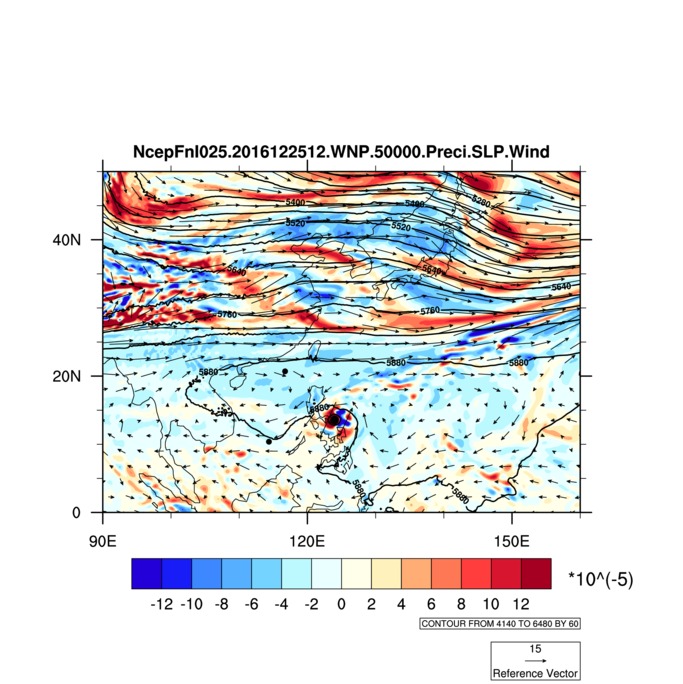 NcepFnl025.2016122512.WNP.50000.Preci.SLP.Wind
5400
5400
5280
5520
5520
40N
5640
5640
5640
5760
5760
5880
5880
5880
20N
5880
5880
5880
0
90E 120E 150E
-12 -10 -8 -6 -4 -2 0 2 4 6 8 10 12
*10^(-5)
CONTOUR FROM 4140 TO 6480 BY 60
15
Reference Vector